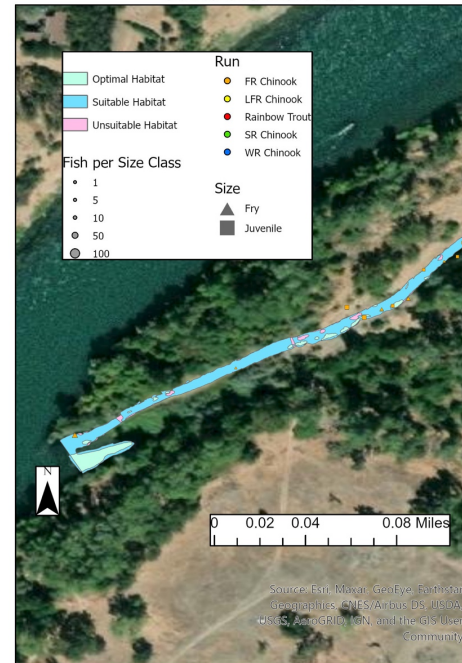 Optimal Habitat
Suitable Habitat
Unsuitable Habitat
Fish per Size Class
1
5
10
50
100
Run
FR Chinook
LFR Chinook
Rainbow Trout
SR Chinook
WR Chinook
Size
Fry
Juvenile
N
0 0.02 0.04 0.08 Miles
Source: Esri, Maxar, GeoEye, Earthstar
Geographics, CNES/Airbus DS, USDA,
USGS, AeroGRID, IGN, and the GIS User
Community